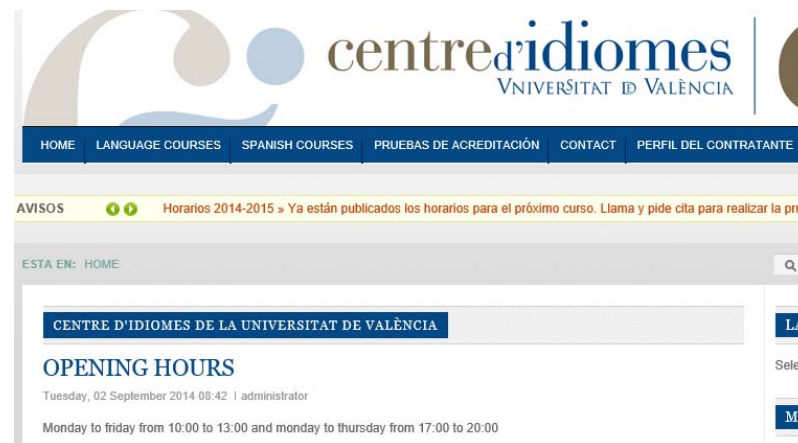 centre d'idiomes
VNIVERSITAT ID VALÈNCIA
HOME LANGUAGE COURSES SPANISH COURSES PRUEBAS DE ACREDITACIÓN CONTACT PERFIL DEL CONTRATANTE
AVISOS Horarios 2014-2015 » Ya están publicados los horarios para el próximo curso. Llama y pide cita para realizar la
ESTA EN: HOME
CENTRE D'IDIOMES DE LA UNIVERSITAT DE VALÈNCIA
OPENING HOURS
Tuesday, 02 September 2014 08:42 | administrator
Monday to friday from 10:00 to 13:00 and monday to thursday from 17:00 to 20:00